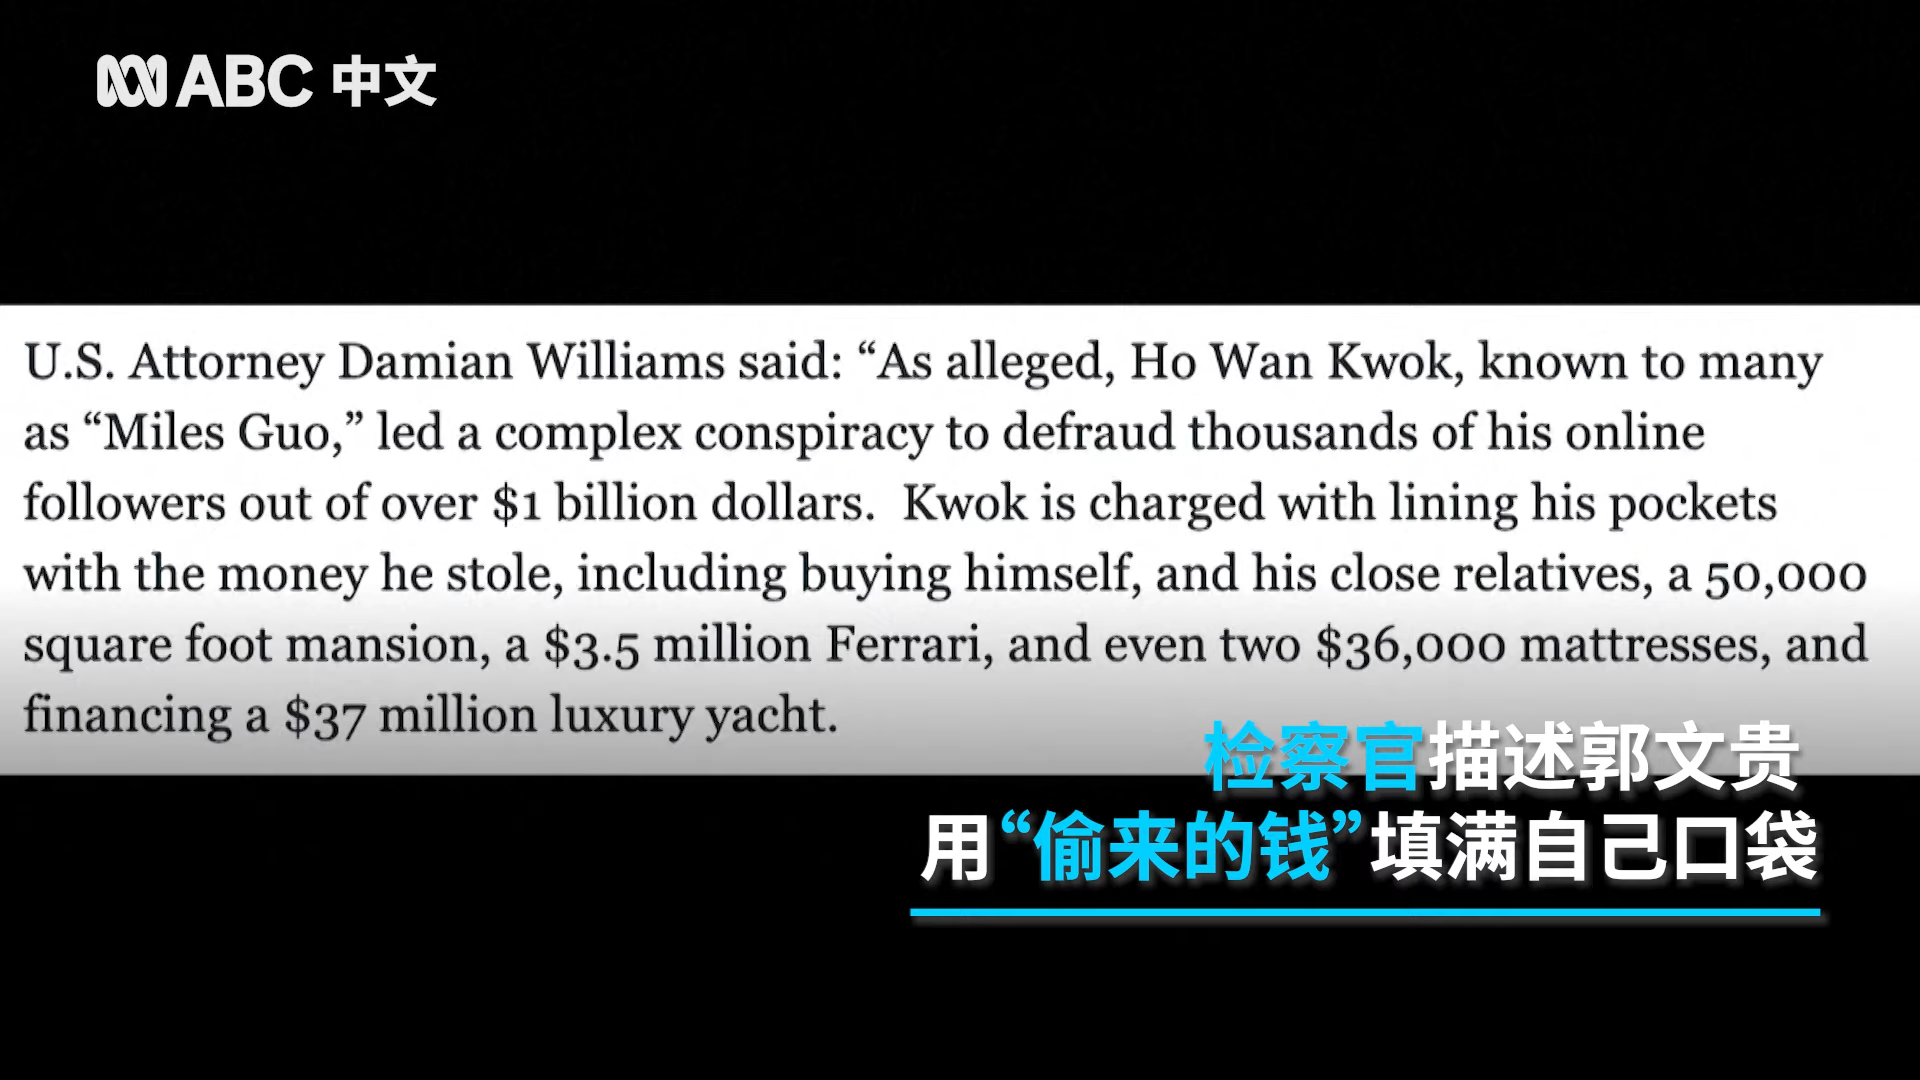 ABC 中文
U.S. Attorney Damian Williams said: “As alleged, Ho Wan Kwok, known to many
as “Miles Guo,” led a complex conspiracy to defraud thousands of his online
followers out of over $1 billion dollars.  Kwok is charged with lining his pockets
with the money he stole, including buying himself, and his close relatives, a 50,000
square foot mansion, a $3.5 million Ferrari, and even two $36,000 mattresses, and
financing a $37 million luxury yacht.
检察官描述郭文贵
用“偷来的钱”填满自己口袋